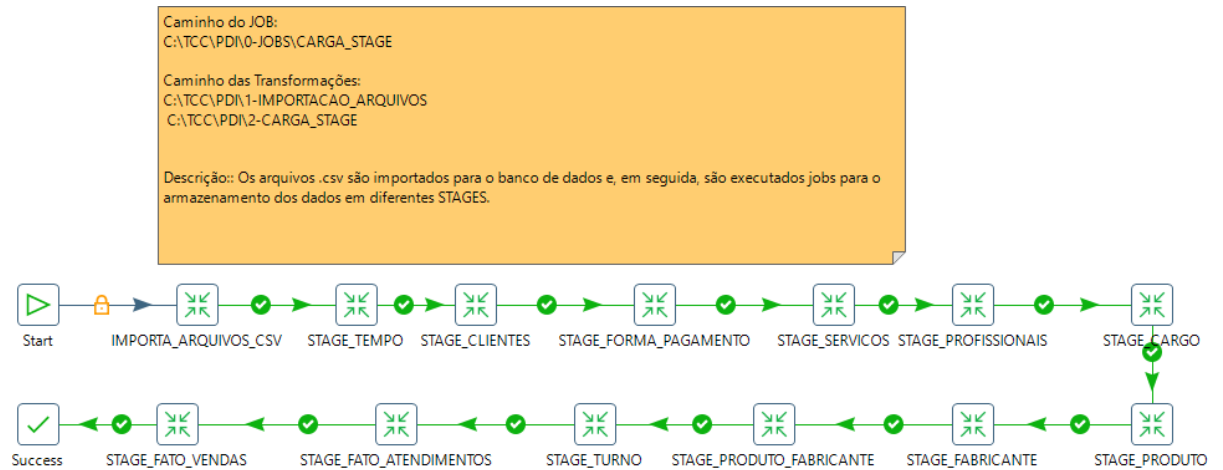 Caminho do JOB:
C:\TCC\PDI\0-JOBS\CARGA_STAGE
Caminho das Transformações:
C:\TCC\PDI\1-IMPORTACAO_ARQUIVOS
C:\TCC\PDI\2-CARGA_STAGE
Descrição:: Os arquivos .csv são importados para o banco de dados e, em seguida, são executados jobs para o
armazenamento dos dados em diferentes STAGES.
Start IMPORTA_ARQUIVOS_CSV STAGE_TEMPO STAGE_CLIENTES STAGE_FORMA_PAGAMENTO STAGE_SERVICOS STAGE_PROFISSIONAIS STAGE_CARGO
Success STAGE_FATO_VENDAS STAGE_FATO_ATENDIMENTOS STAGE_TURNO STAGE_PRODUTO_FABRICANTE STAGE_FABRICANTE STAGE_PRODUTO